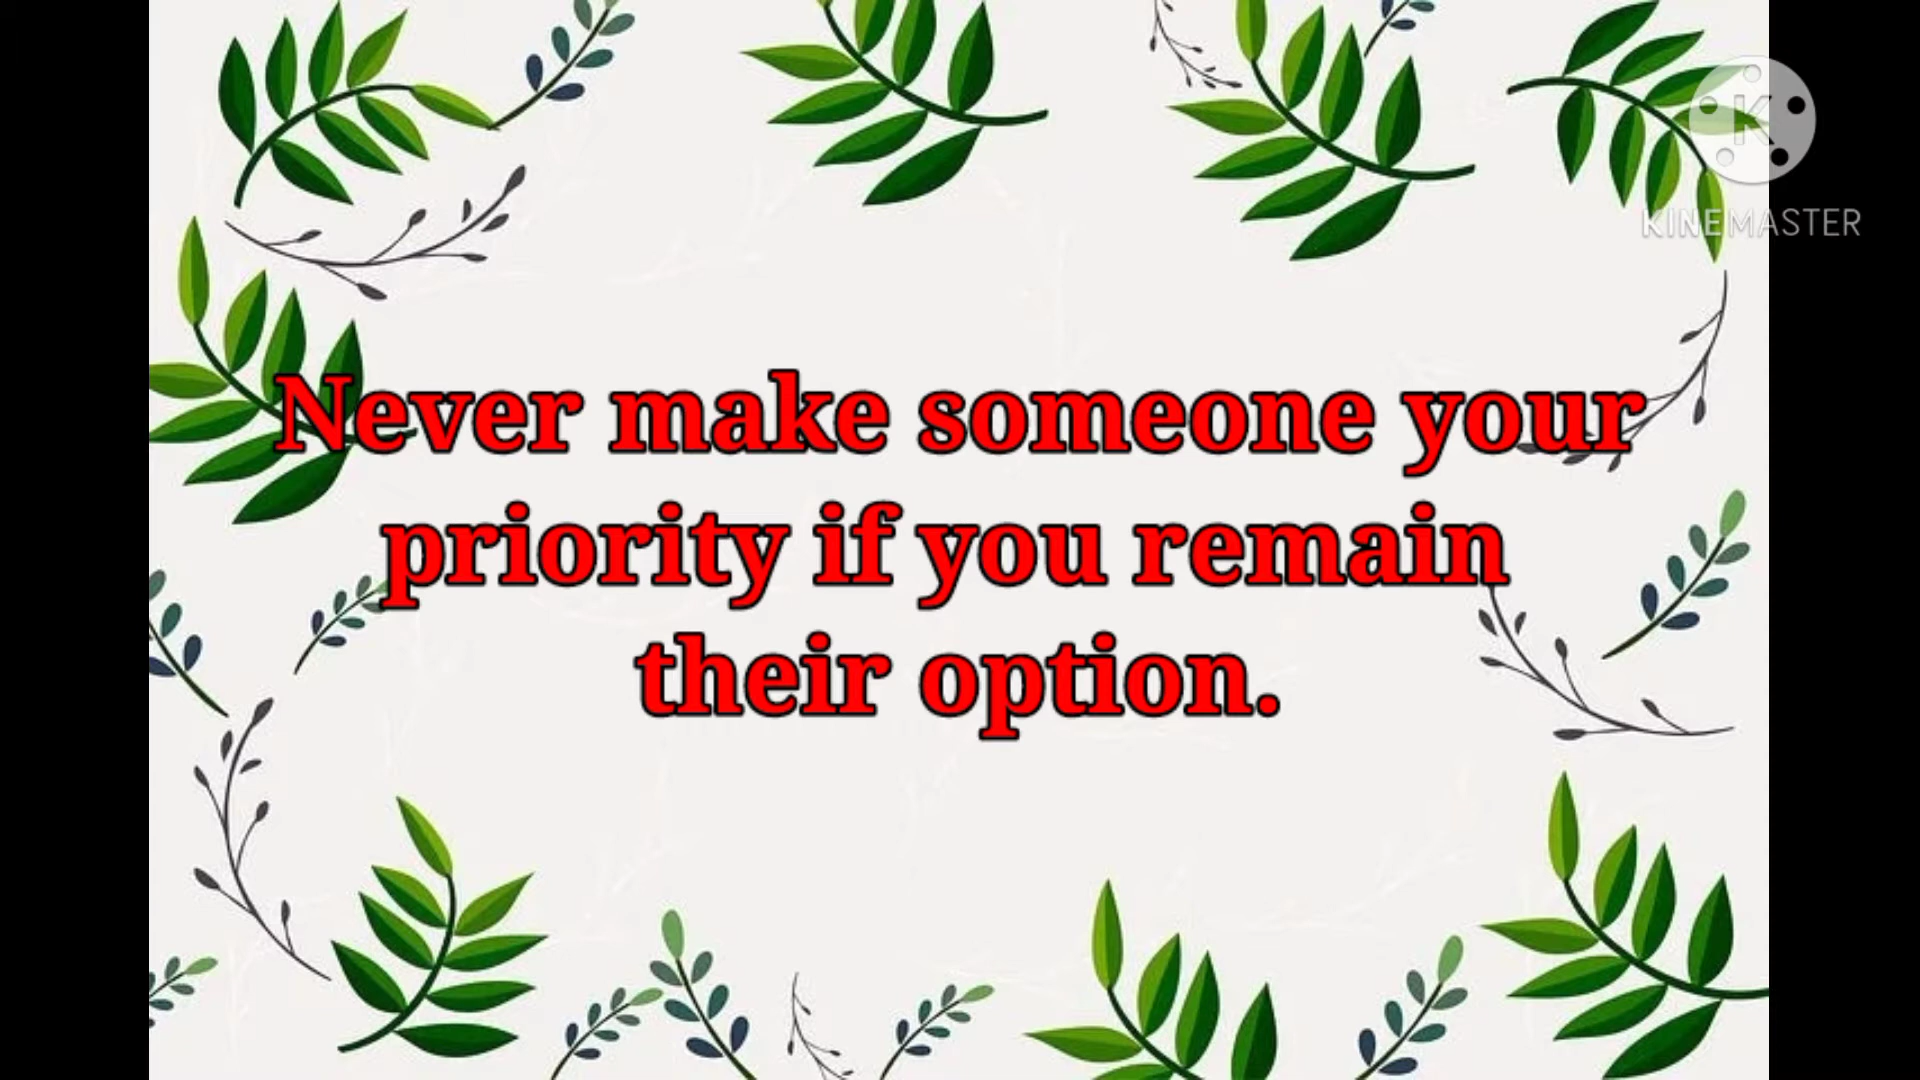 K
KINEMASTER
Never make someone your
priority if you remain
their option.